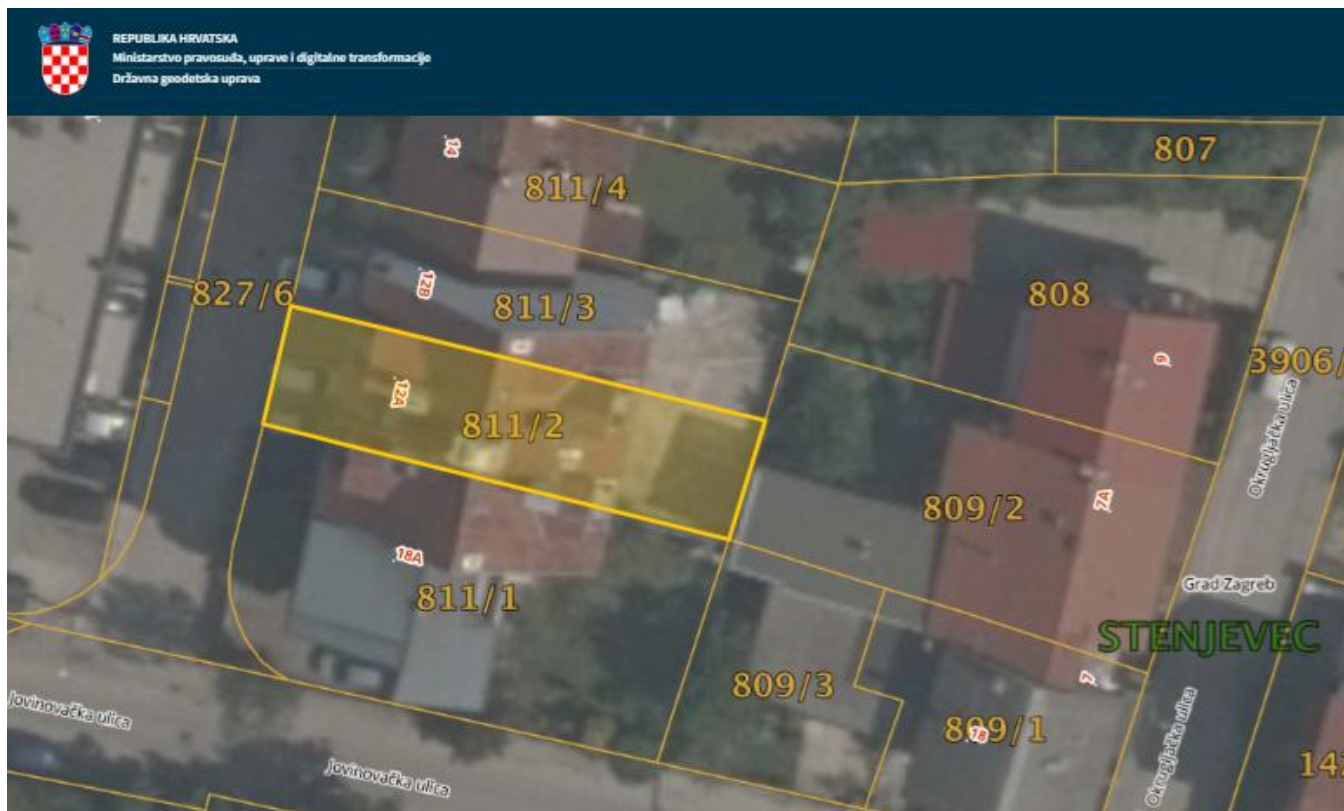 REPUBLIKA HRVATSKA
Ministarstvo pravosuđa, uprave i digitalne transformacije
Državna geodetska uprava
807
14
811/4
827/6
12B
811/3
808
6
3906/
Okrugljačka ulica
12A
811/2
809/2
7A
18A
811/1
Grad Zagreb
STENJEVEC
809/3
7
809/1
18
Jovinovačka ulica
Jovinovačka ulica
Okrugljačka ulica
14